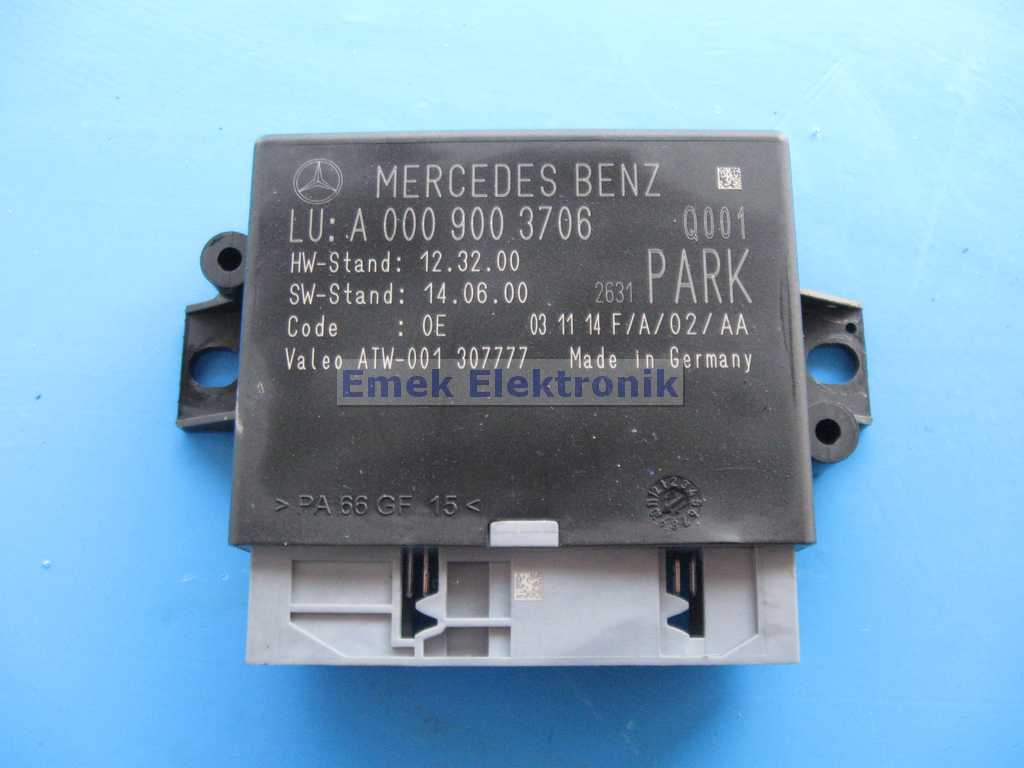 MERCEDES BENZ
LU: A 000 900 3706 Q001
HW-Stand: 12.32.00
SW-Stand: 14.06.00 2631 PARK
Code : 0E 03 11 14 F/A/02/AA
Valeo ATW-001 307777 Made in Germany
Emek Elektronik
>PA 66 GF 15<